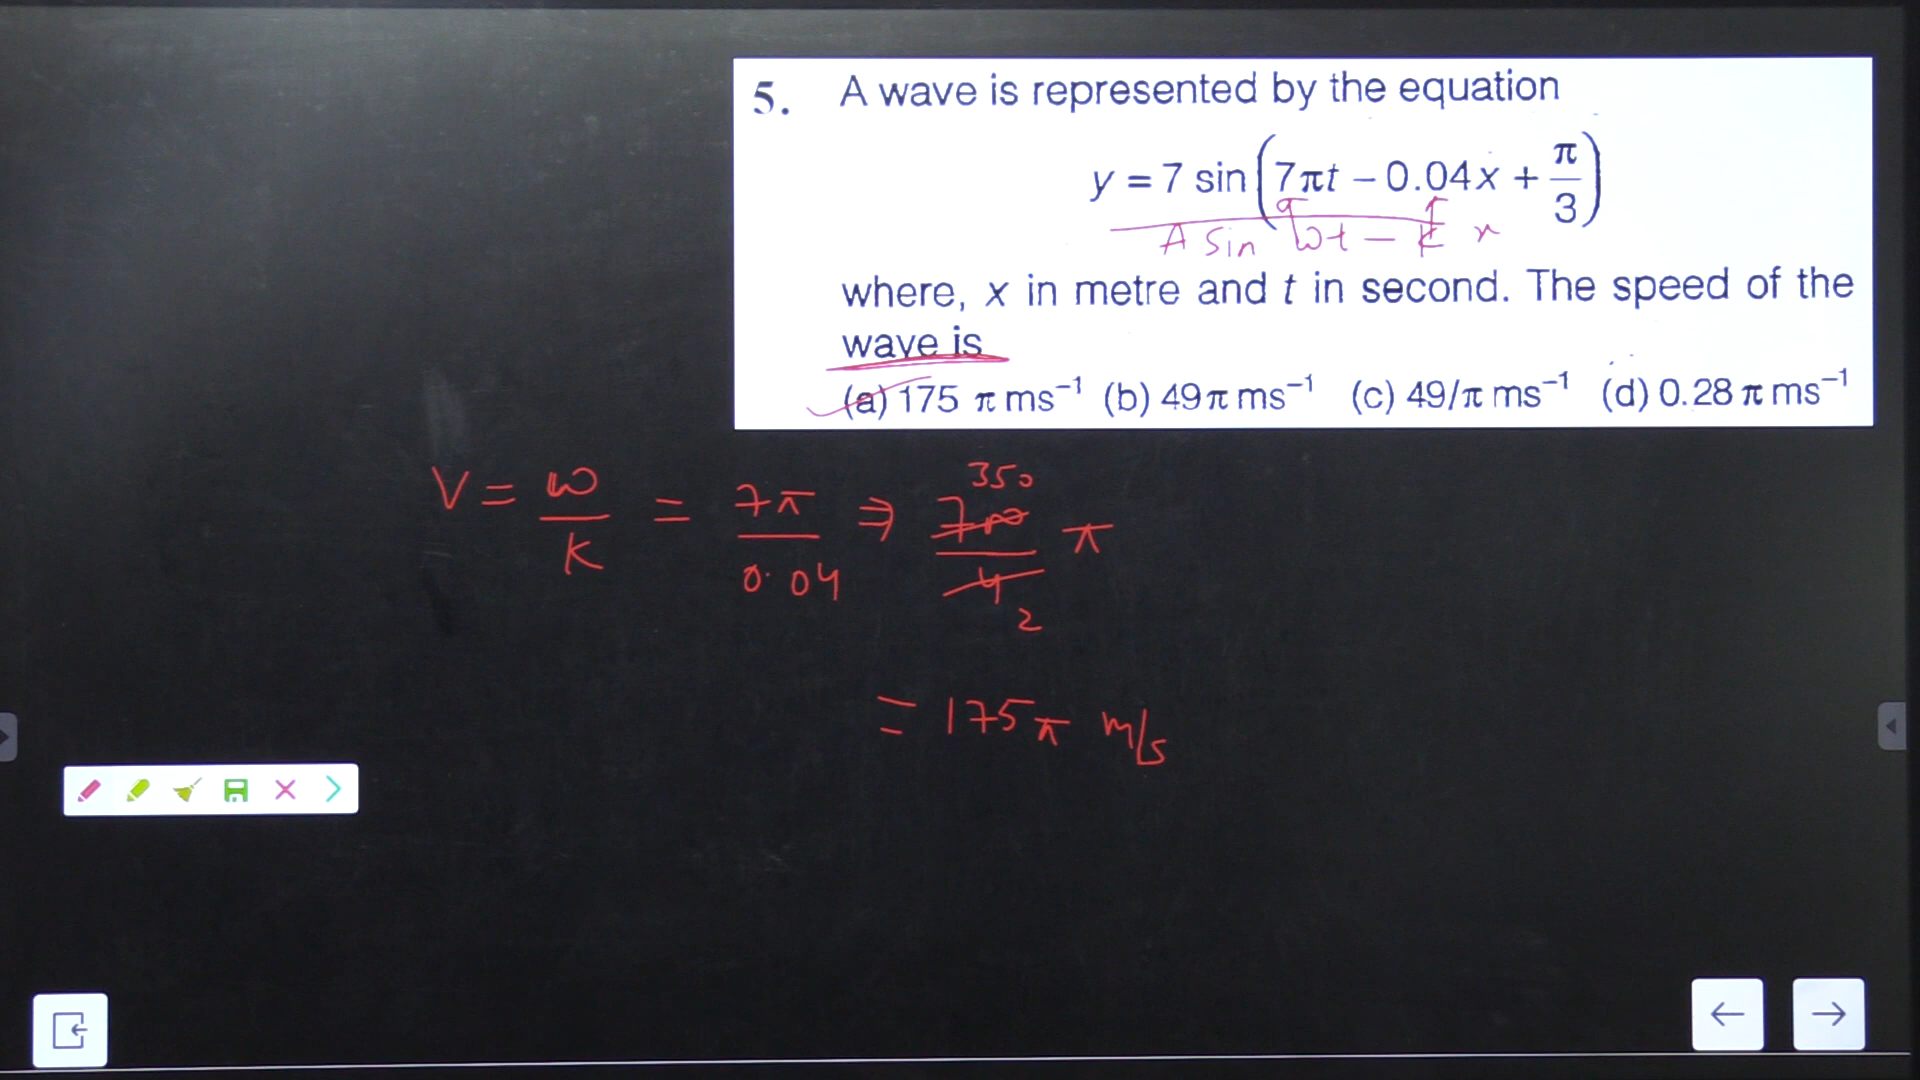 5. A wave is represented by the equation
y = 7 sin(7πt − 0.04x + π/3)
A sin ωt − k x
where, x in metre and t in second. The speed of the
wave is
(a) 175 π ms⁻¹ (b) 49π ms⁻¹ (c) 49/π ms⁻¹ (d) 0.28 π ms⁻¹
350
V = ω/k = 7π/0.04 ⇒ 700/4 π
2
= 175π m/s